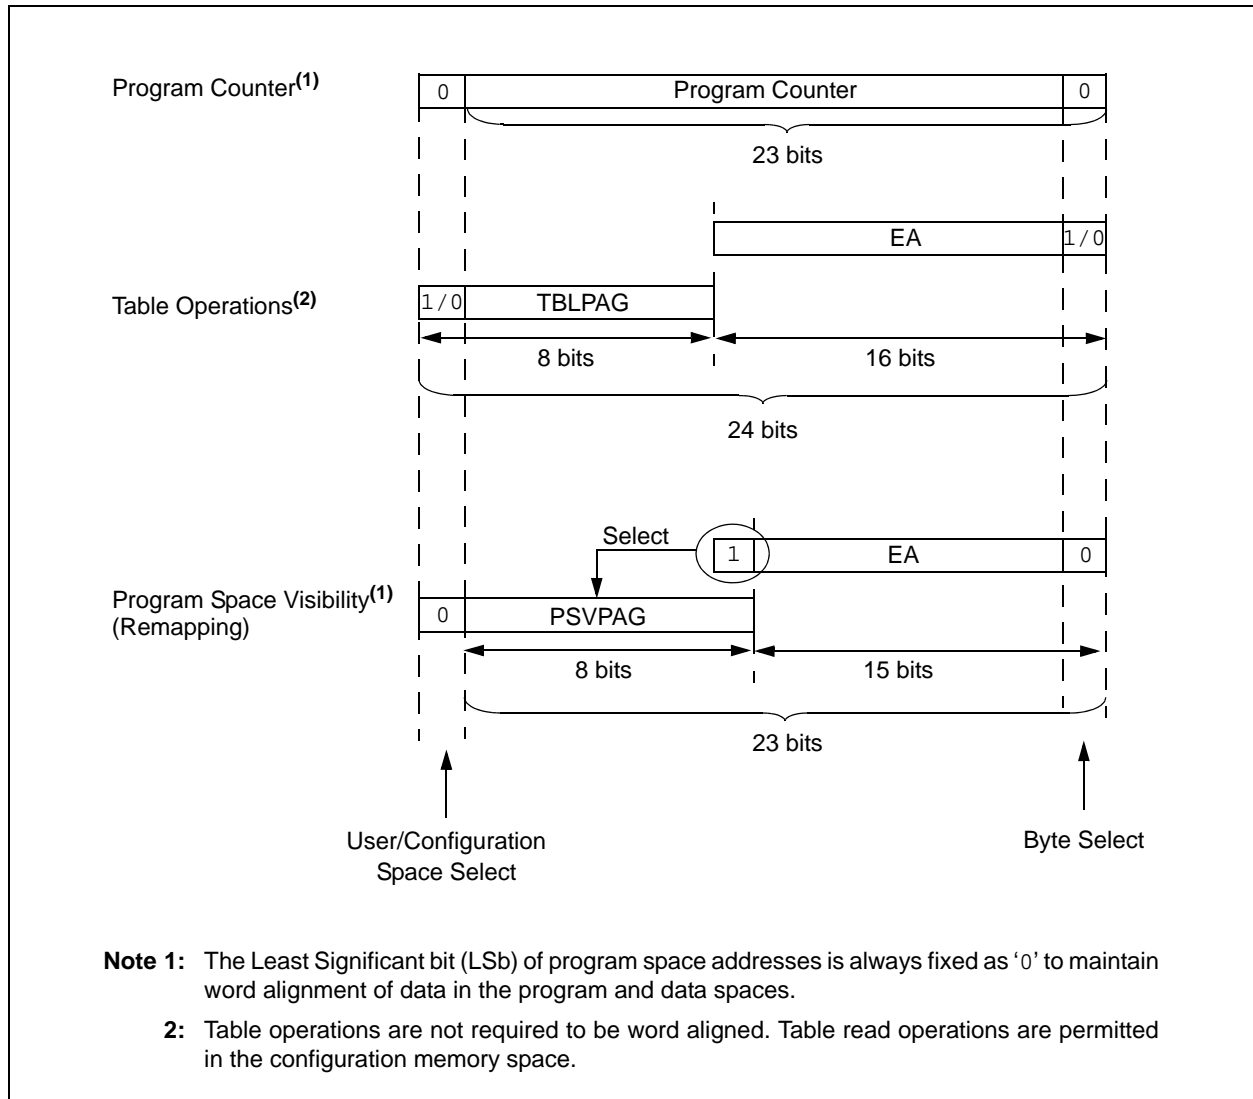 Program Counter(1)
0
Program Counter
0
23 bits
EA
1/0
Table Operations(2)
1/0
TBLPAG
8 bits
16 bits
24 bits
Select
1
EA
0
Program Space Visibility(1)
(Remapping)
0
PSVPAG
8 bits
15 bits
23 bits
User/Configuration
Space Select
Byte Select
Note 1: The Least Significant bit (LSb) of program space addresses is always fixed as ‘0’ to maintain
word alignment of data in the program and data spaces.
2: Table operations are not required to be word aligned. Table read operations are permitted
in the configuration memory space.